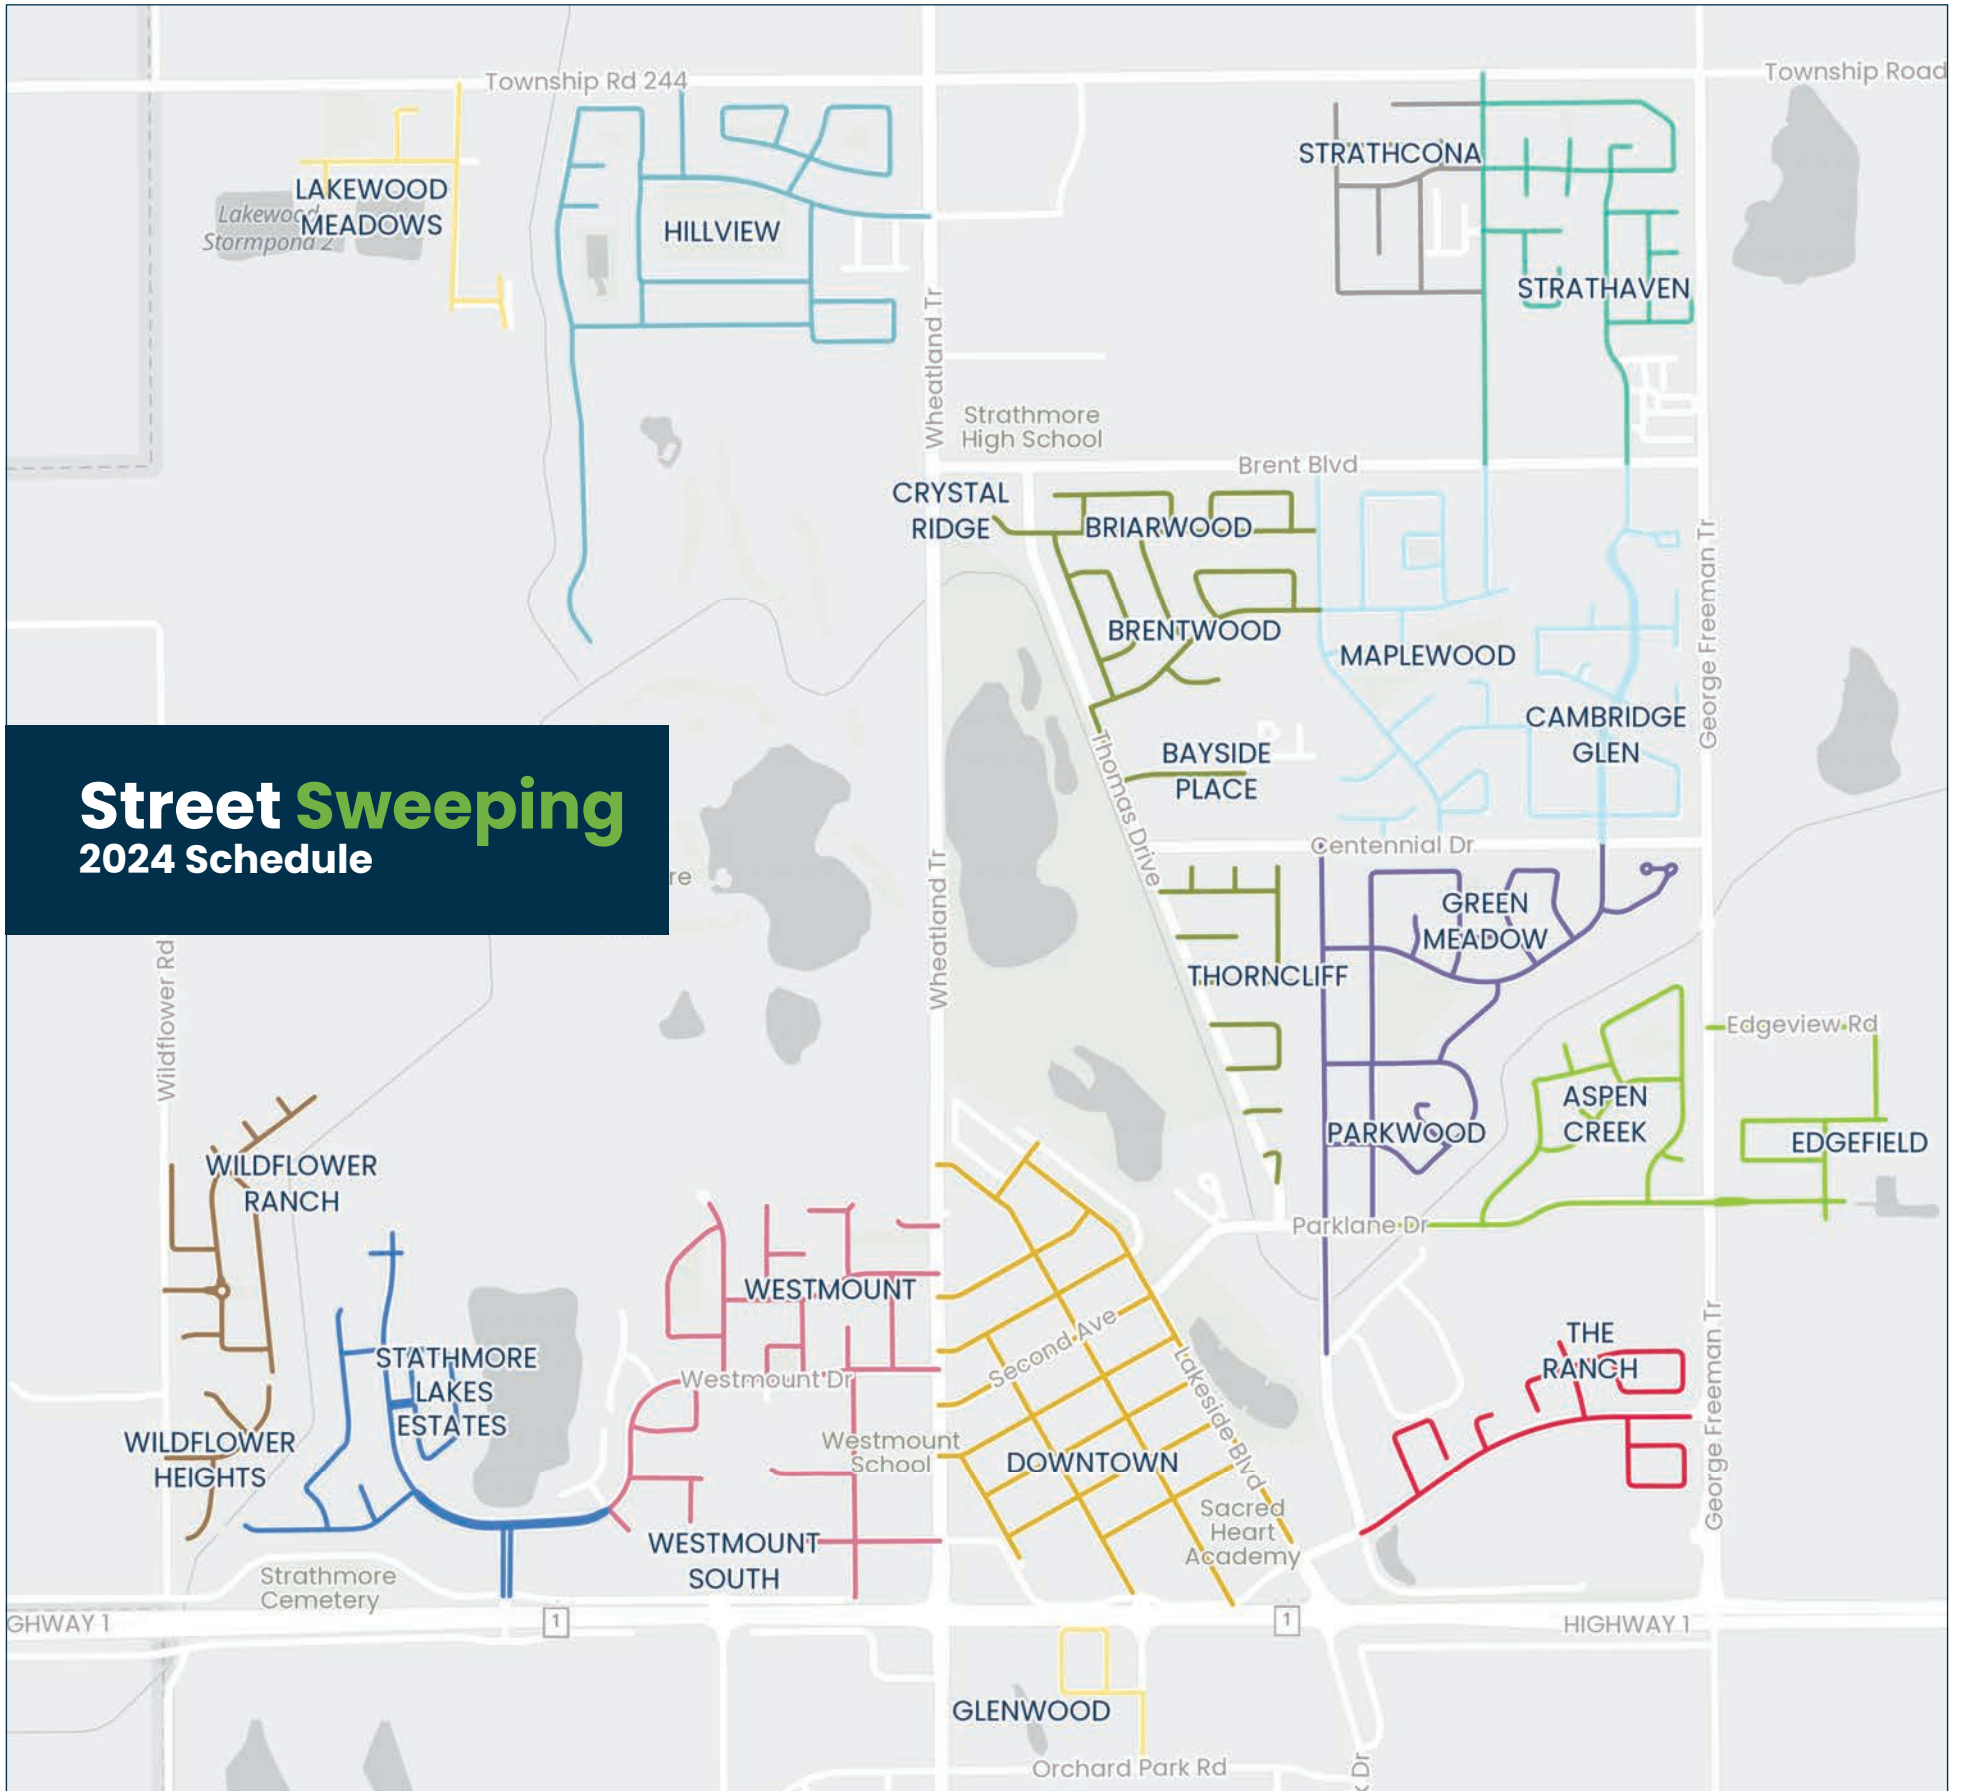 Township Rd 244
Township Road
STRATHCONA
LAKEWOOD
MEADOWS
Lakewood
Stormpond 2
HILLVIEW
STRATHAVEN
Wheatland Tr
Strathmore
High School
Brent Blvd
CRYSTAL
RIDGE
BRIARWOOD
George Freeman Tr
BRENTWOOD
MAPLEWOOD
CAMBRIDGE
GLEN
BAYSIDE
PLACE
Thomas Drive
Street Sweeping
2024 Schedule
re
Centennial Dr
Wheatland Tr
GREEN
MEADOW
THORNCLIFF
Wildflower Rd
Edgeview Rd
ASPEN
CREEK
PARKWOOD
EDGEFIELD
WILDFLOWER
RANCH
Parklane Dr
WESTMOUNT
THE
RANCH
STATHMORE
LAKES
ESTATES
Second Ave
Lakeside Blvd
Westmount Dr
George Freeman Tr
WILDFLOWER
HEIGHTS
Westmount
School
DOWNTOWN
Sacred
Heart
Academy
WESTMOUNT
SOUTH
Strathmore
Cemetery
GHWAY 1
1
1
HIGHWAY 1
GLENWOOD
Orchard Park Rd
k Dr